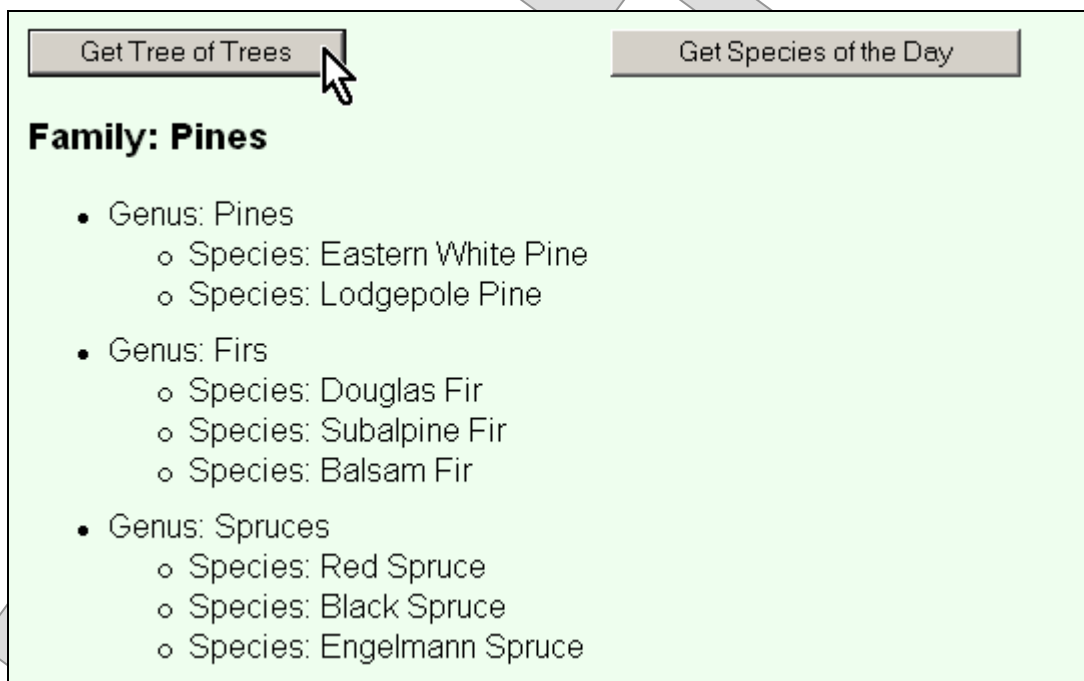 Get Tree of Trees
Get Species of the Day
Family: Pines
Genus: Pines
Species: Eastern White Pine
Species: Lodgepole Pine
Genus: Firs
Species: Douglas Fir
Species: Subalpine Fir
Species: Balsam Fir
Genus: Spruces
Species: Red Spruce
Species: Black Spruce
Species: Engelmann Spruce